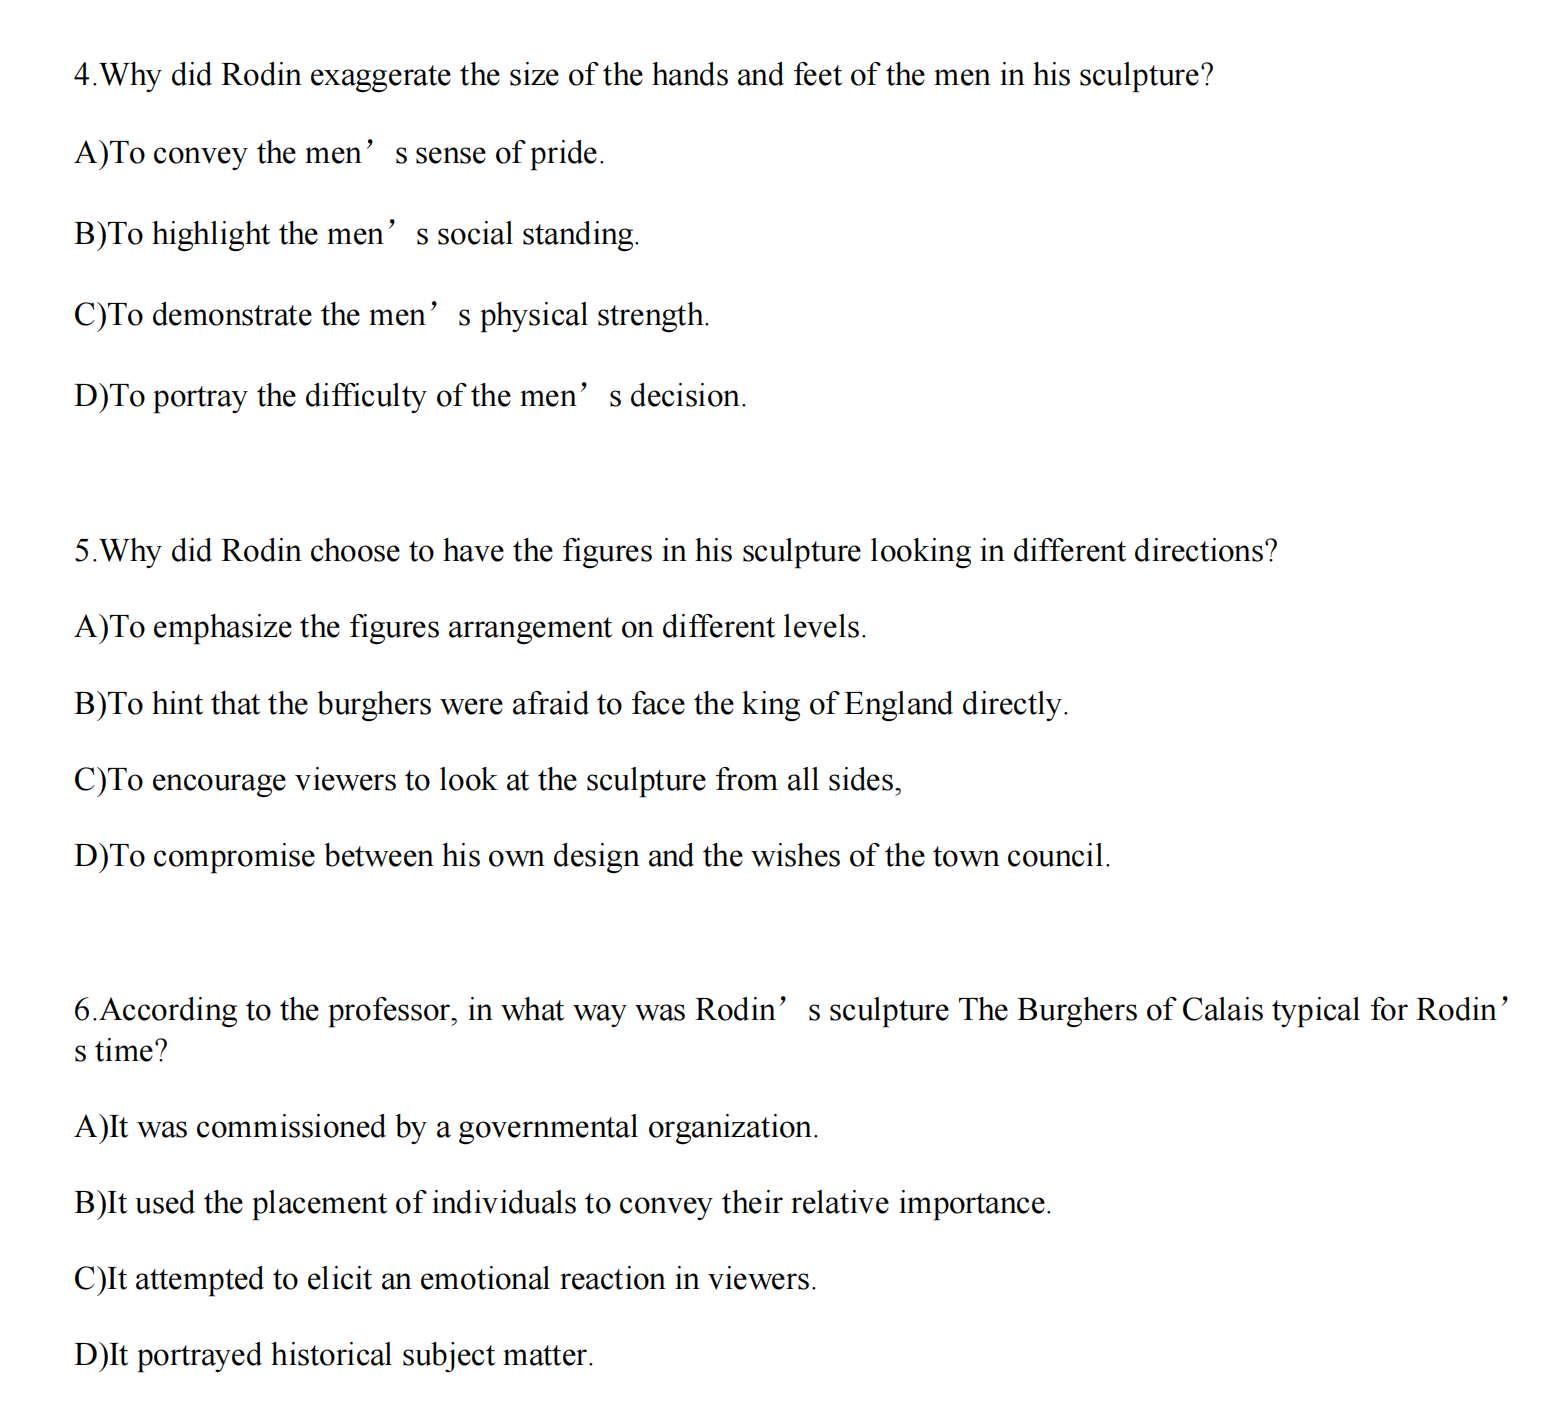 4.Why did Rodin exaggerate the size of the hands and feet of the men in his sculpture?
A)To convey the men’s sense of pride.
B)To highlight the men’s social standing.
C)To demonstrate the men’s physical strength.
D)To portray the difficulty of the men’s decision.
5.Why did Rodin choose to have the figures in his sculpture looking in different directions?
A)To emphasize the figures arrangement on different levels.
B)To hint that the burghers were afraid to face the king of England directly.
C)To encourage viewers to look at the sculpture from all sides,
D)To compromise between his own design and the wishes of the town council.
6.According to the professor, in what way was Rodin’s sculpture The Burghers of Calais typical for Rodin’
s time?
A)It was commissioned by a governmental organization.
B)It used the placement of individuals to convey their relative importance.
C)It attempted to elicit an emotional reaction in viewers.
D)It portrayed historical subject matter.